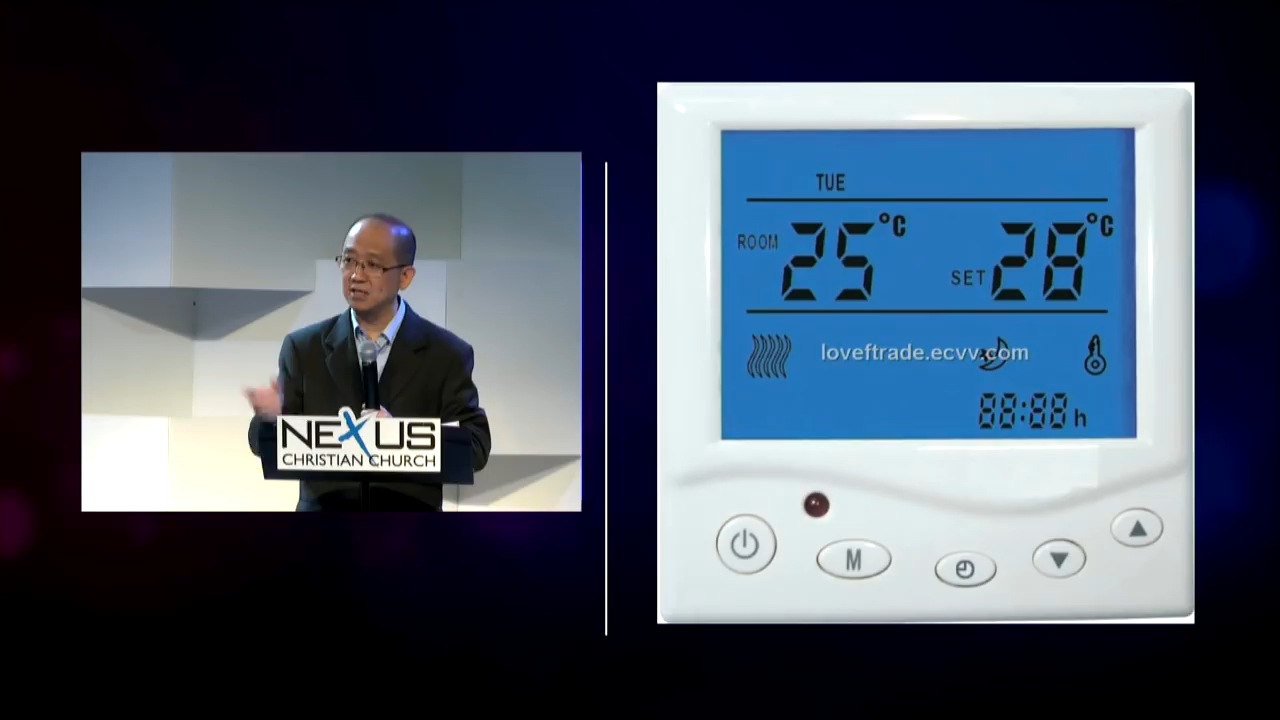 NEXUS
CHRISTIAN CHURCH
TUE
ROOM 25°C SET 28°C
loveftrade.ecvv.com
88:88 h
M